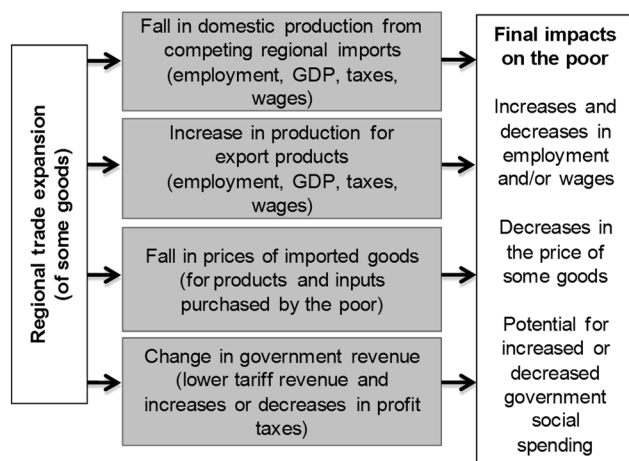 Regional trade expansion
(of some goods)
Fall in domestic production from
competing regional imports
(employment, GDP, taxes,
wages)
Increase in production for
export products
(employment, GDP, taxes,
wages)
Fall in prices of imported goods
(for products and inputs
purchased by the poor)
Change in government revenue
(lower tariff revenue and
increases or decreases in profit
taxes)
Final impacts
on the poor
Increases and
decreases in
employment
and/or wages
Decreases in
the price of
some goods
Potential for
increased or
decreased
government
social
spending